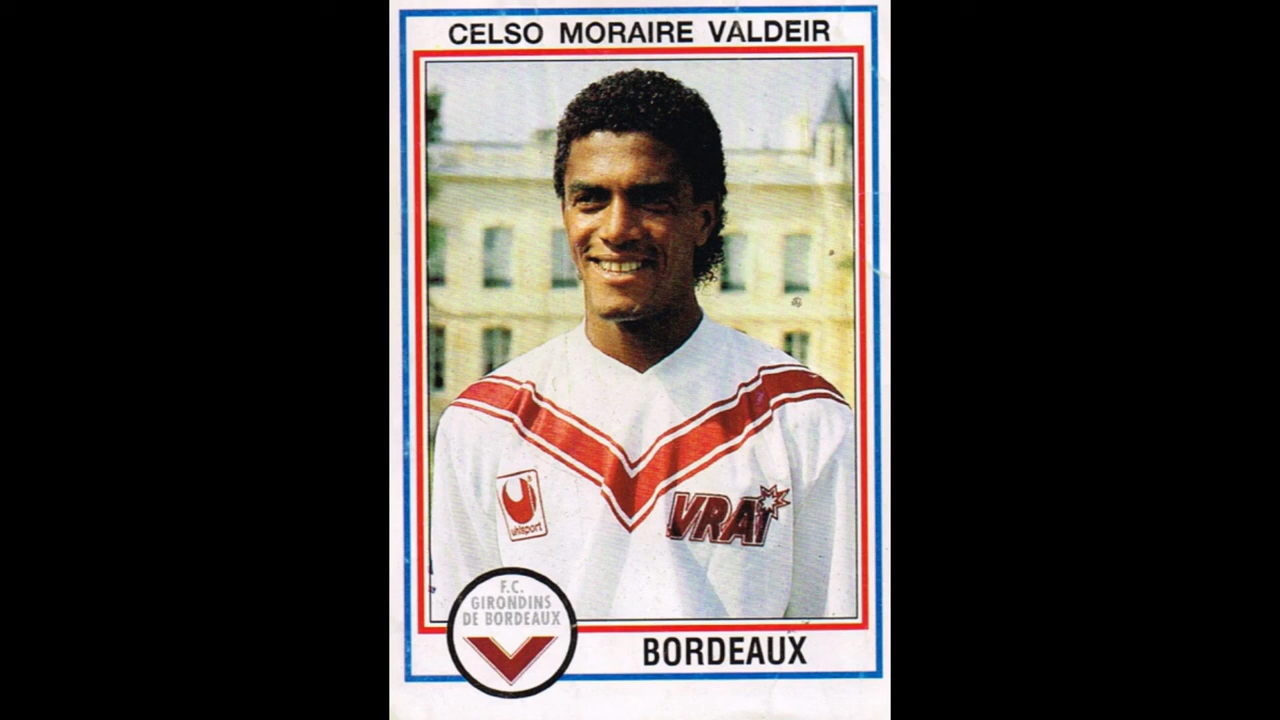 CELSO MORAIRE VALDEIR
uhlsport
VRAI
F.C.
GIRONDINS
DE BORDEAUX
BORDEAUX